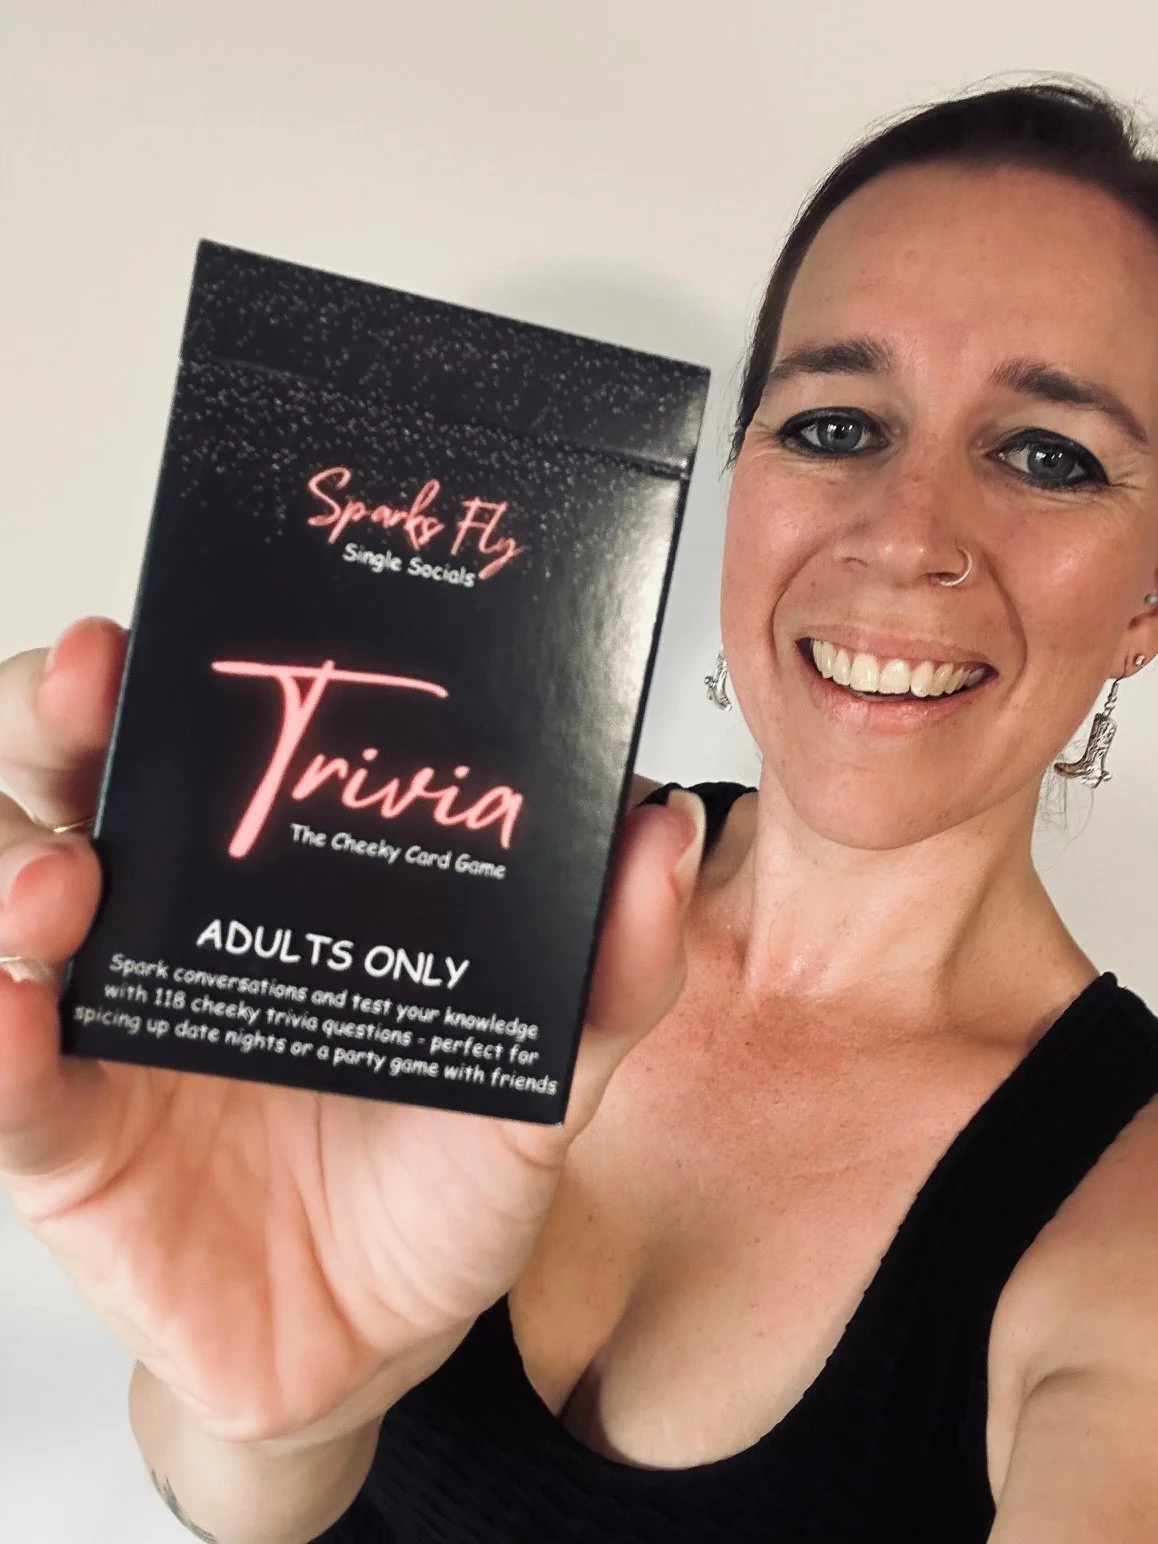 Sparks Fly
Single Socials
Trivia
The Cheeky Card Game
ADULTS ONLY
Spark conversations and test your knowledge
with 118 cheeky trivia questions - perfect for
spicing up date nights or a party game with friends